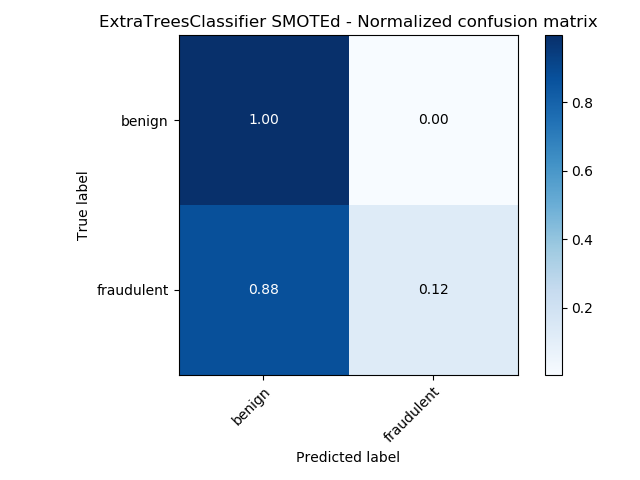 ExtraTreesClassifier SMOTEd - Normalized confusion matrix
benign
1.00
0.00
fraudulent
0.88
0.12
benign
fraudulent
True label
Predicted label
0.8
0.6
0.4
0.2